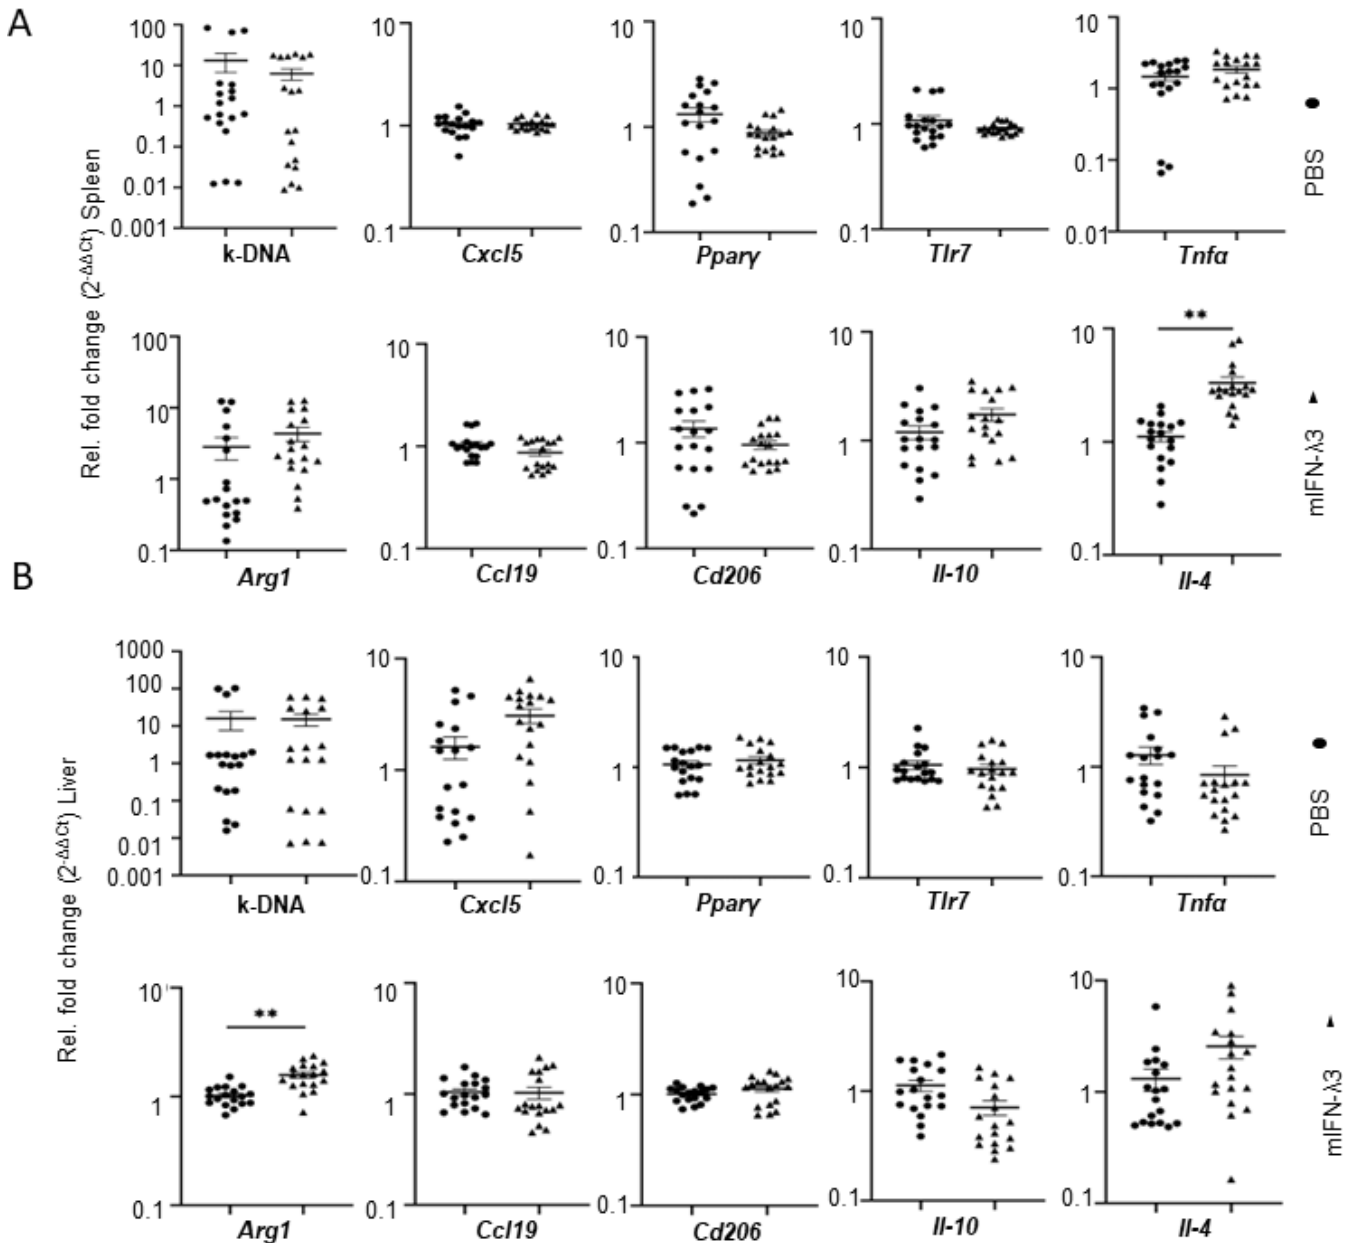 A
Rel. fold change (2^-ΔΔCt) Spleen
100
10
1
0.1
0.01
0.001
k-DNA
10
1
0.1
Cxcl5
10
1
0.1
Pparγ
10
1
0.1
Tlr7
10
1
0.1
0.01
Tnfα
PBS
100
10
1
0.1
Arg1
10
1
0.1
Ccl19
10
1
0.1
Cd206
10
1
0.1
Il-10
**
10
1
0.1
Il-4
mIFN-λ3
B
Rel. fold change (2^-ΔΔCt) Liver
1000
100
10
1
0.1
0.01
0.001
k-DNA
10
1
0.1
Cxcl5
10
1
0.1
Pparγ
10
1
0.1
Tlr7
10
1
0.1
Tnfα
PBS
**
10
1
0.1
Arg1
10
1
0.1
Ccl19
10
1
0.1
Cd206
10
1
0.1
Il-10
10
1
0.1
Il-4
mIFN-λ3